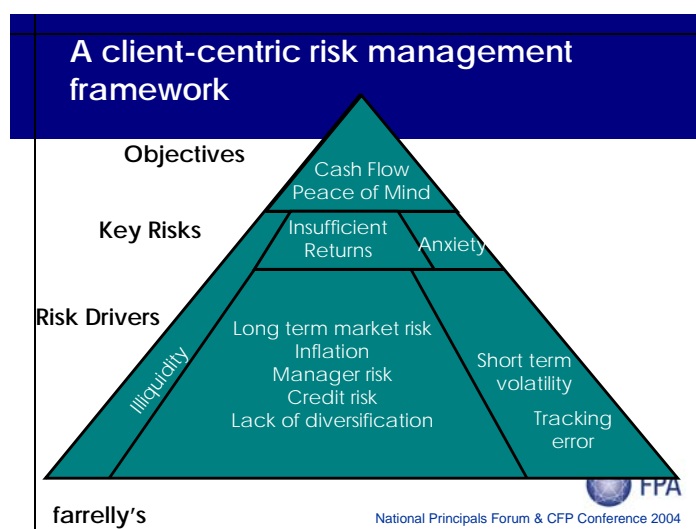 A client-centric risk management
framework
Objectives
Cash Flow
Peace of Mind
Key Risks
Insufficient
Returns
Anxiety
Risk Drivers
Illiquidity
Long term market risk
Inflation
Manager risk
Credit risk
Lack of diversification
Short term
volatility
Tracking
error
FPA
farrelly's
National Principals Forum & CFP Conference 2004